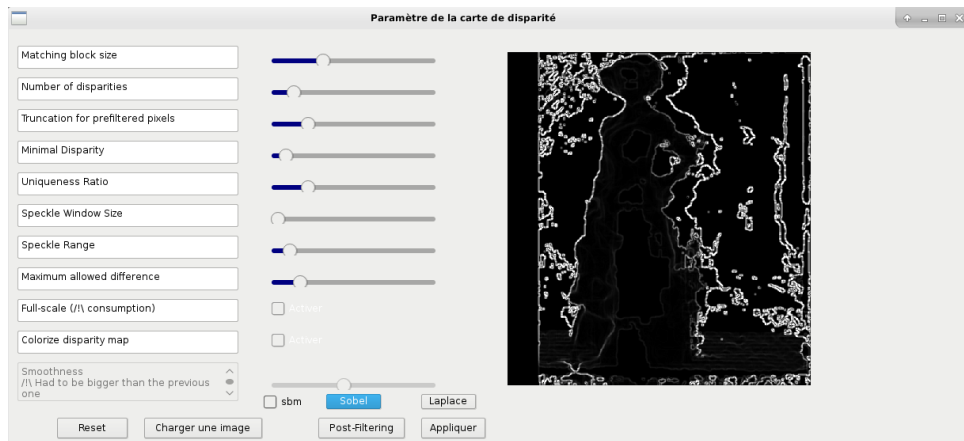 Paramètre de la carte de disparité
Matching block size
Number of disparities
Truncation for prefiltered pixels
Minimal Disparity
Uniqueness Ratio
Speckle Window Size
Speckle Range
Maximum allowed difference
Full-scale (/!\ consumption)
Activer
Colorize disparity map
Activer
Smoothness
/!\ Had to be bigger than the previous
one
sbm
Sobel
Laplace
Reset
Charger une image
Post-Filtering
Appliquer